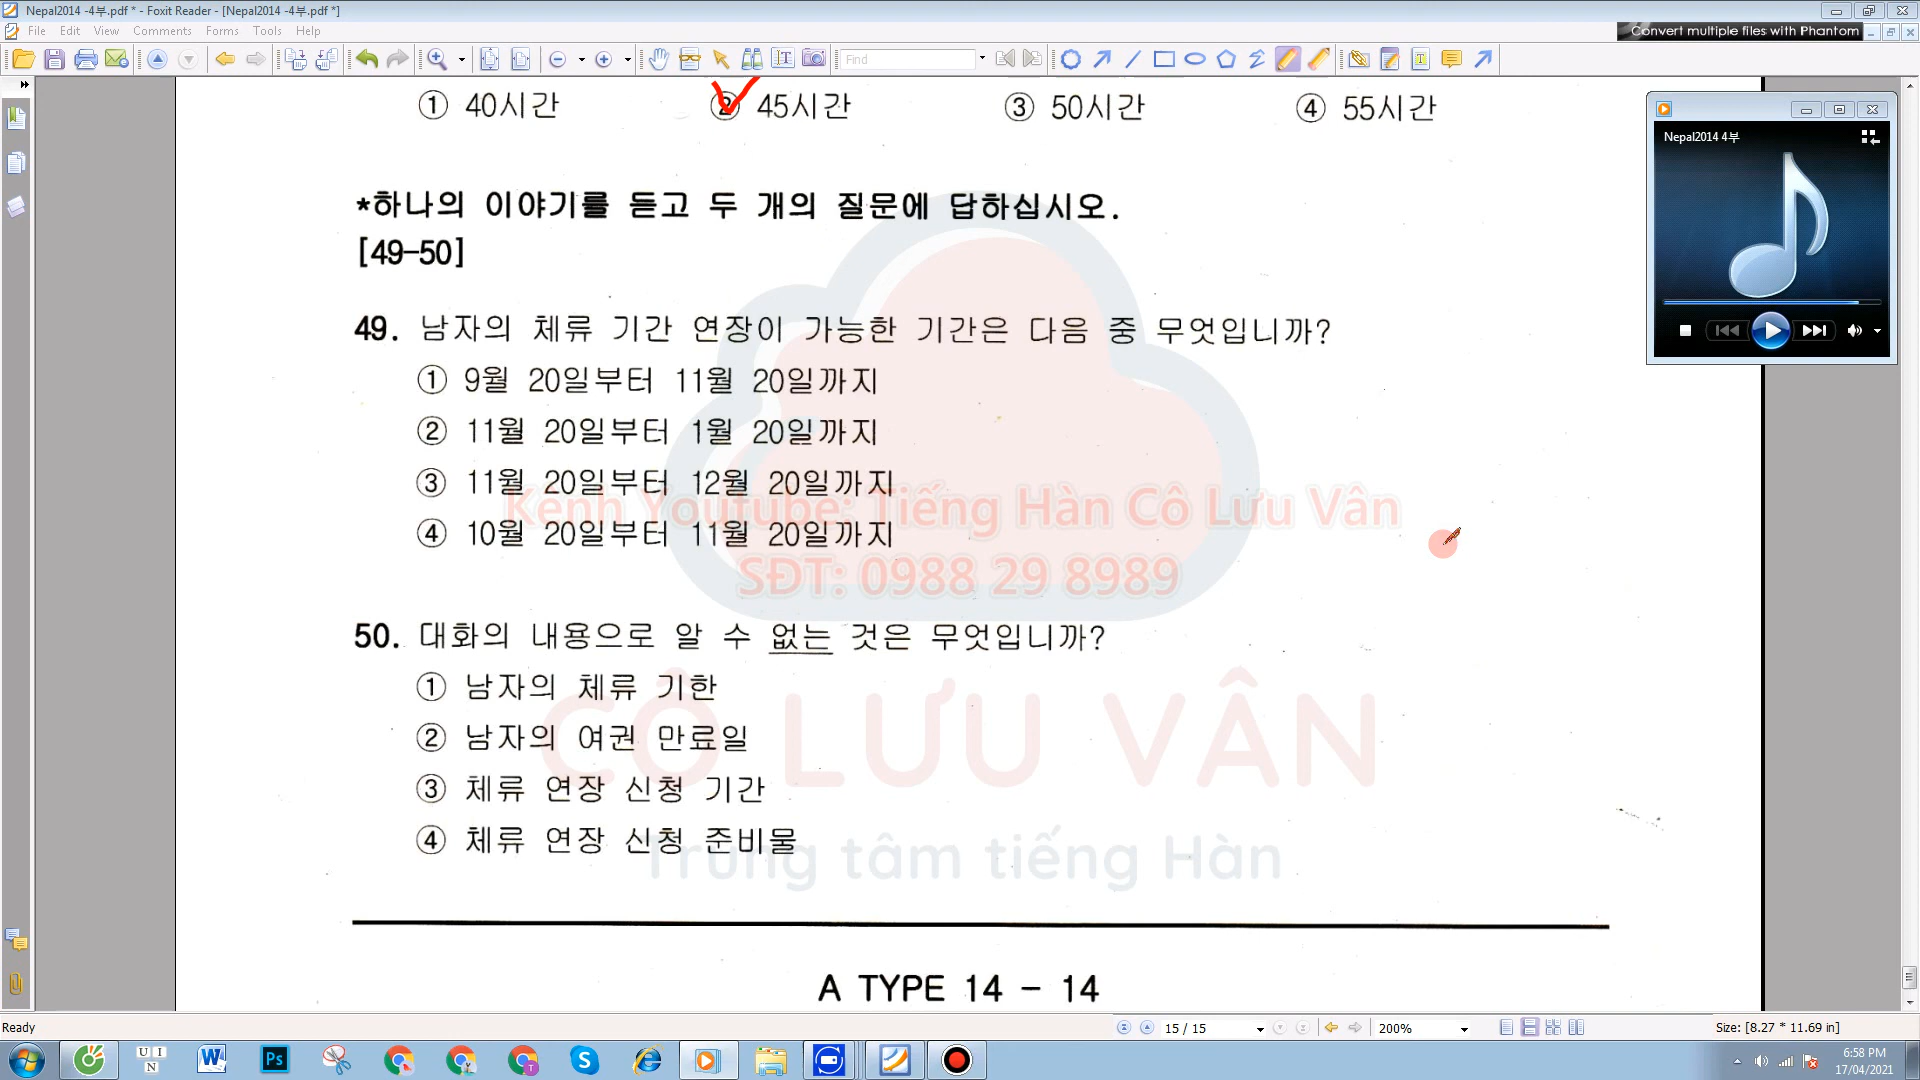 Nepal2014 -4부.pdf * - Foxit Reader - [Nepal2014 -4부.pdf *]
File Edit View Comments Forms Tools Help
Convert multiple files with Phantom
Find
① 40시간 ② 45시간 ③ 50시간 ④ 55시간
Nepal2014 4부
*하나의 이야기를 듣고 두 개의 질문에 답하십시오.
[49-50]
49. 남자의 체류 기간 연장이 가능한 기간은 다음 중 무엇입니까?
① 9월 20일부터 11월 20일까지
② 11월 20일부터 1월 20일까지
③ 11월 20일부터 12월 20일까지
Kênh Youtube: Tiếng Hàn Cô Lưu Vân
④ 10월 20일부터 11월 20일까지
SĐT: 0988 29 8989
50. 대화의 내용으로 알 수 없는 것은 무엇입니까?
① 남자의 체류 기한
② 남자의 여권 만료일
CÔ LƯU VÂN
③ 체류 연장 신청 기간
④ 체류 연장 신청 준비물
Trung tâm tiếng Hàn
A TYPE 14 - 14
Ready
15 / 15
200%
Size: [8.27 * 11.69 in]
U I
N
6:58 PM
17/04/2021